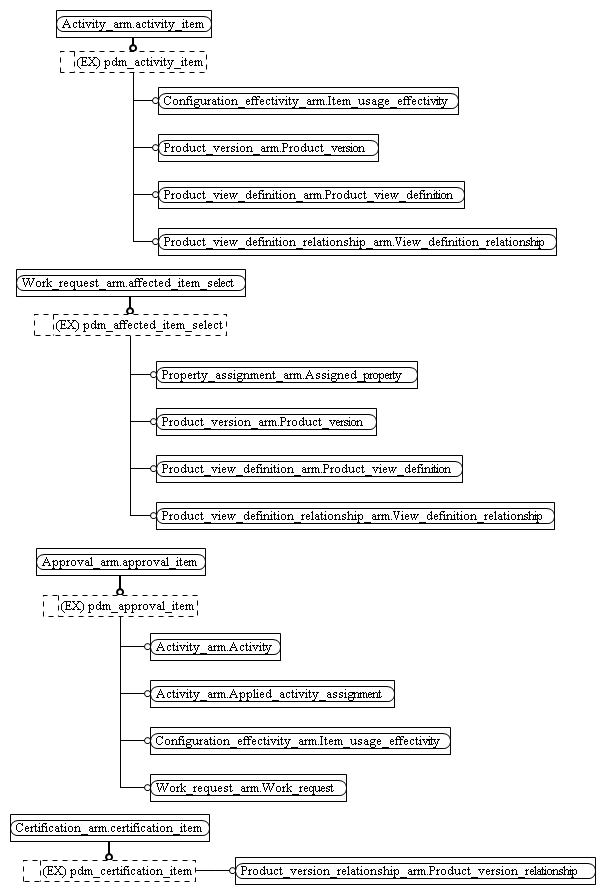 Activity_arm.activity_item
(EX) pdm_activity_item
Configuration_effectivity_arm.Item_usage_effectivity
Product_version_arm.Product_version
Product_view_definition_arm.Product_view_definition
Product_view_definition_relationship_arm.View_definition_relationship
Work_request_arm.affected_item_select
(EX) pdm_affected_item_select
Property_assignment_arm.Assigned_property
Product_version_arm.Product_version
Product_view_definition_arm.Product_view_definition
Product_view_definition_relationship_arm.View_definition_relationship
Approval_arm.approval_item
(EX) pdm_approval_item
Activity_arm.Activity
Activity_arm.Applied_activity_assignment
Configuration_effectivity_arm.Item_usage_effectivity
Work_request_arm.Work_request
Certification_arm.certification_item
(EX) pdm_certification_item
Product_version_relationship_arm.Product_version_relationship